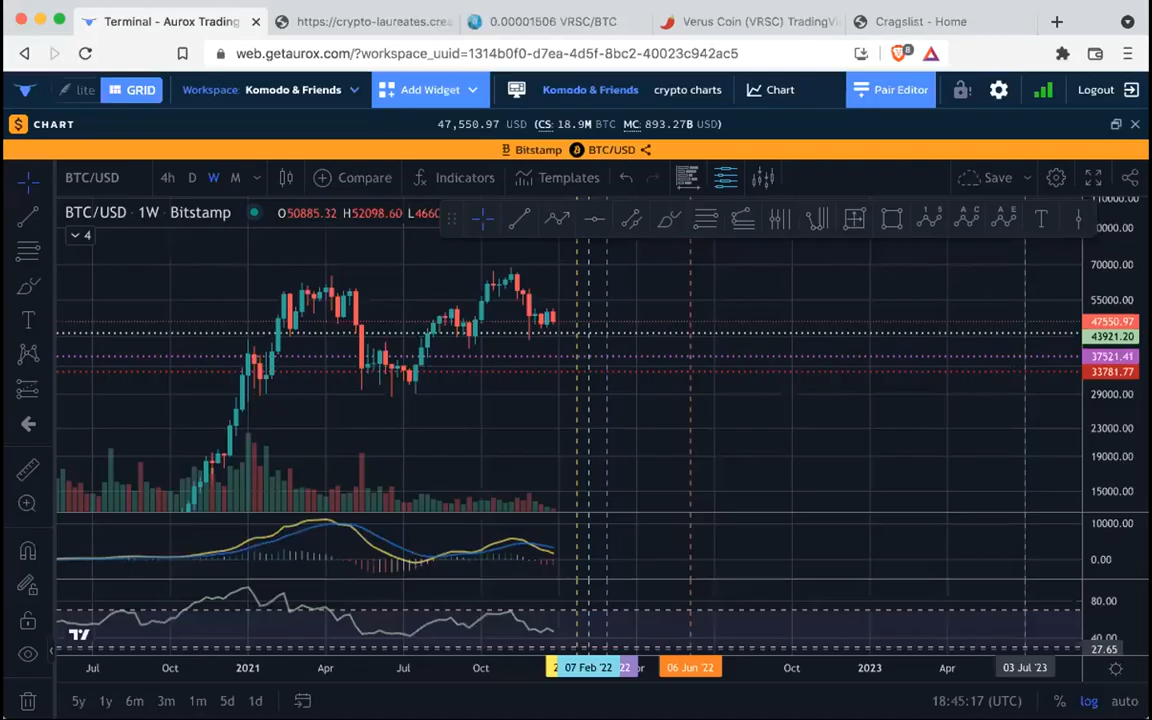 Terminal - Aurox Trading
https://crypto-laureates.crea
0.00001506 VRSC/BTC
Verus Coin (VRSC) TradingVi
Cragslist - Home
web.getaurox.com/?workspace_uuid=1314b0f0-d7ea-4d5f-8bc2-40023c942ac5
8
lite GRID Workspace: Komodo & Friends Add Widget Komodo & Friends crypto charts Chart Pair Editor Logout
$ CHART 47,550.97 USD (CS: 18.9M BTC MC: 893.27B USD)
Bitstamp BTC/USD
BTC/USD 4h D W M Compare Indicators Templates Save
BTC/USD · 1W · Bitstamp O50885.32 H52098.60 L4660
4
70000.00
55000.00
47550.97
43921.20
37521.41
33781.77
29000.00
23000.00
19000.00
15000.00
10000.00
0.00
80.00
40.00
27.65
Jul Oct 2021 Apr Jul Oct 07 Feb '22 22 06 Jun '22 Oct 2023 Apr 03 Jul '23
5y 1y 6m 3m 1m 5d 1d 18:45:17 (UTC) % log auto